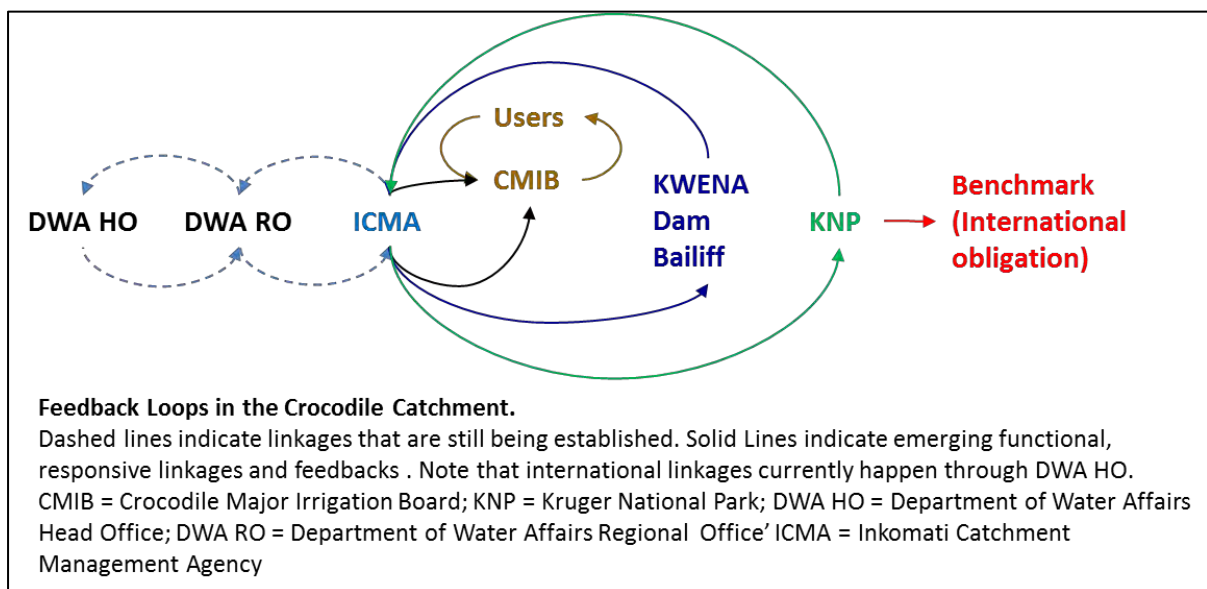 Users
CMIB
DWA HO
DWA RO
ICMA
KWENA
Dam
Bailiff
KNP
Benchmark
(International
obligation)
Feedback Loops in the Crocodile Catchment.
Dashed lines indicate linkages that are still being established. Solid Lines indicate emerging functional,
responsive linkages and feedbacks . Note that international linkages currently happen through DWA HO.
CMIB = Crocodile Major Irrigation Board; KNP = Kruger National Park; DWA HO = Department of Water Affairs
Head Office; DWA RO = Department of Water Affairs Regional Office’ ICMA = Inkomati Catchment
Management Agency